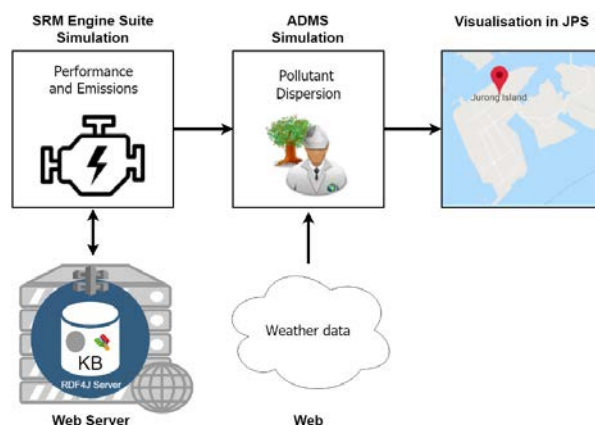 SRM Engine Suite
Simulation
ADMS
Simulation
Visualisation in JPS
Performance
and Emissions
Pollutant
Dispersion
Jurong Island
KB
RDF4J Server
Weather data
Web Server
Web